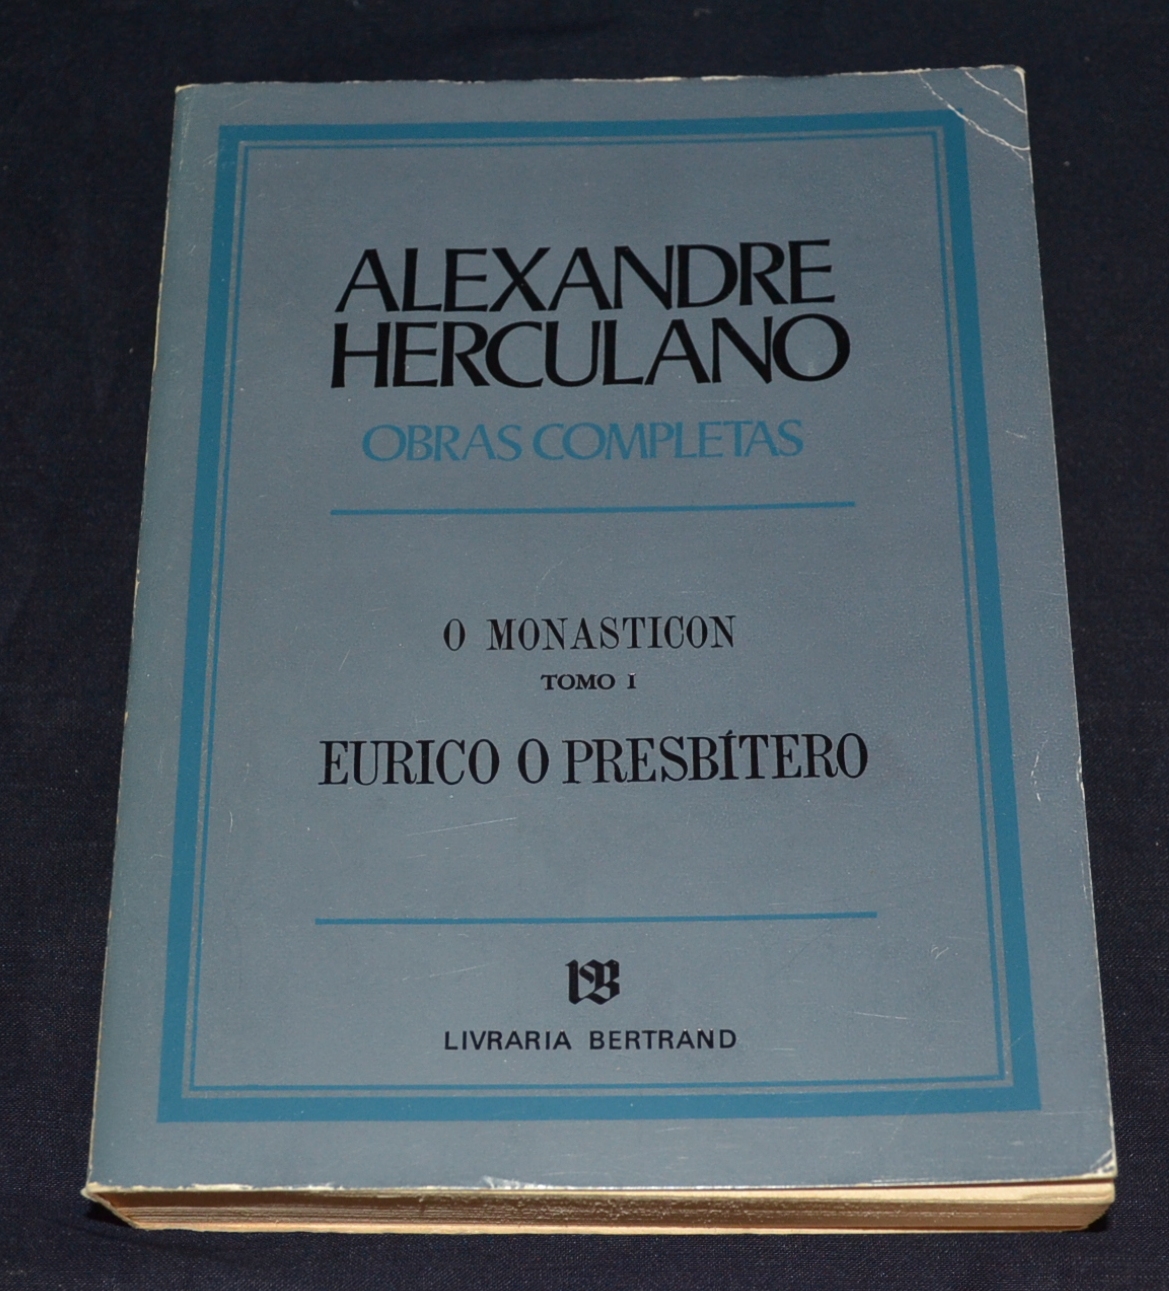 ALEXANDRE
HERCULANO
OBRAS COMPLETAS
O MONASTICON
TOMO I
EURICO O PRESBÍTERO
LB
LIVRARIA BERTRAND